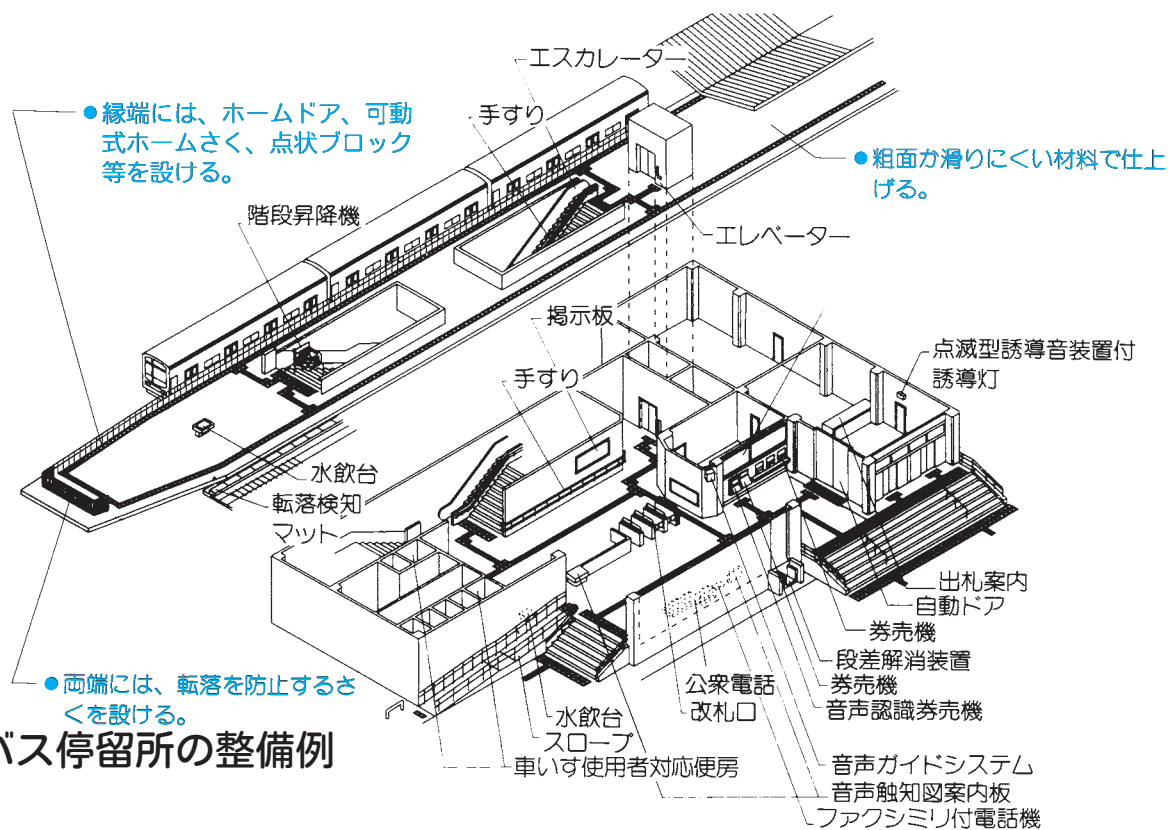 エスカレーター
手すり
●縁端には、ホームドア、可動
式ホームさく、点状ブロック
等を設ける。
●粗面か滑りにくい材料で仕上
げる。
階段昇降機
エレベーター
掲示板
点滅型誘導音装置付
誘導灯
手すり
水飲台
転落検知
マット
出札案内
自動ドア
券売機
段差解消装置
券売機
音声認識券売機
●両端には、転落を防止するさ
くを設ける。
公衆電話
改札口
水飲台
スロープ
車いす使用者対応便房
バス停留所の整備例
音声ガイドシステム
音声触知図案内板
ファクシミリ付電話機